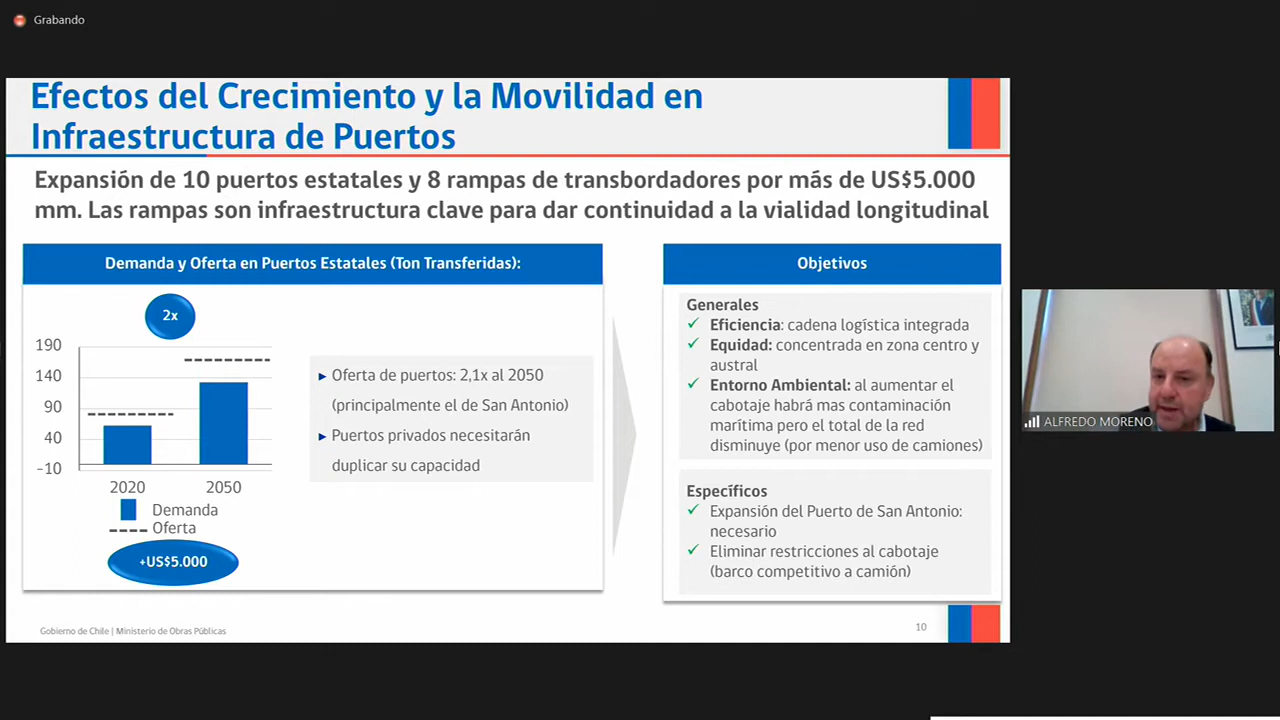 Grabando
Efectos del Crecimiento y la Movilidad en
Infraestructura de Puertos
Expansión de 10 puertos estatales y 8 rampas de transbordadores por más de US$5.000
mm. Las rampas son infraestructura clave para dar continuidad a la vialidad longitudinal
Demanda y Oferta en Puertos Estatales (Ton Transferidas):
2x
190
140
90
40
-10
2020
2050
Demanda
Oferta
+US$5.000
Oferta de puertos: 2,1x al 2050
(principalmente el de San Antonio)
Puertos privados necesitarán
duplicar su capacidad
Objetivos
Generales
Eficiencia: cadena logística integrada
Equidad: concentrada en zona centro y
austral
Entorno Ambiental: al aumentar el
cabotaje habrá mas contaminación
marítima pero el total de la red
disminuye (por menor uso de camiones)
Específicos
Expansión del Puerto de San Antonio:
necesario
Eliminar restricciones al cabotaje
(barco competitivo a camión)
Gobierno de Chile | Ministerio de Obras Públicas
10
ALFREDO MORENO